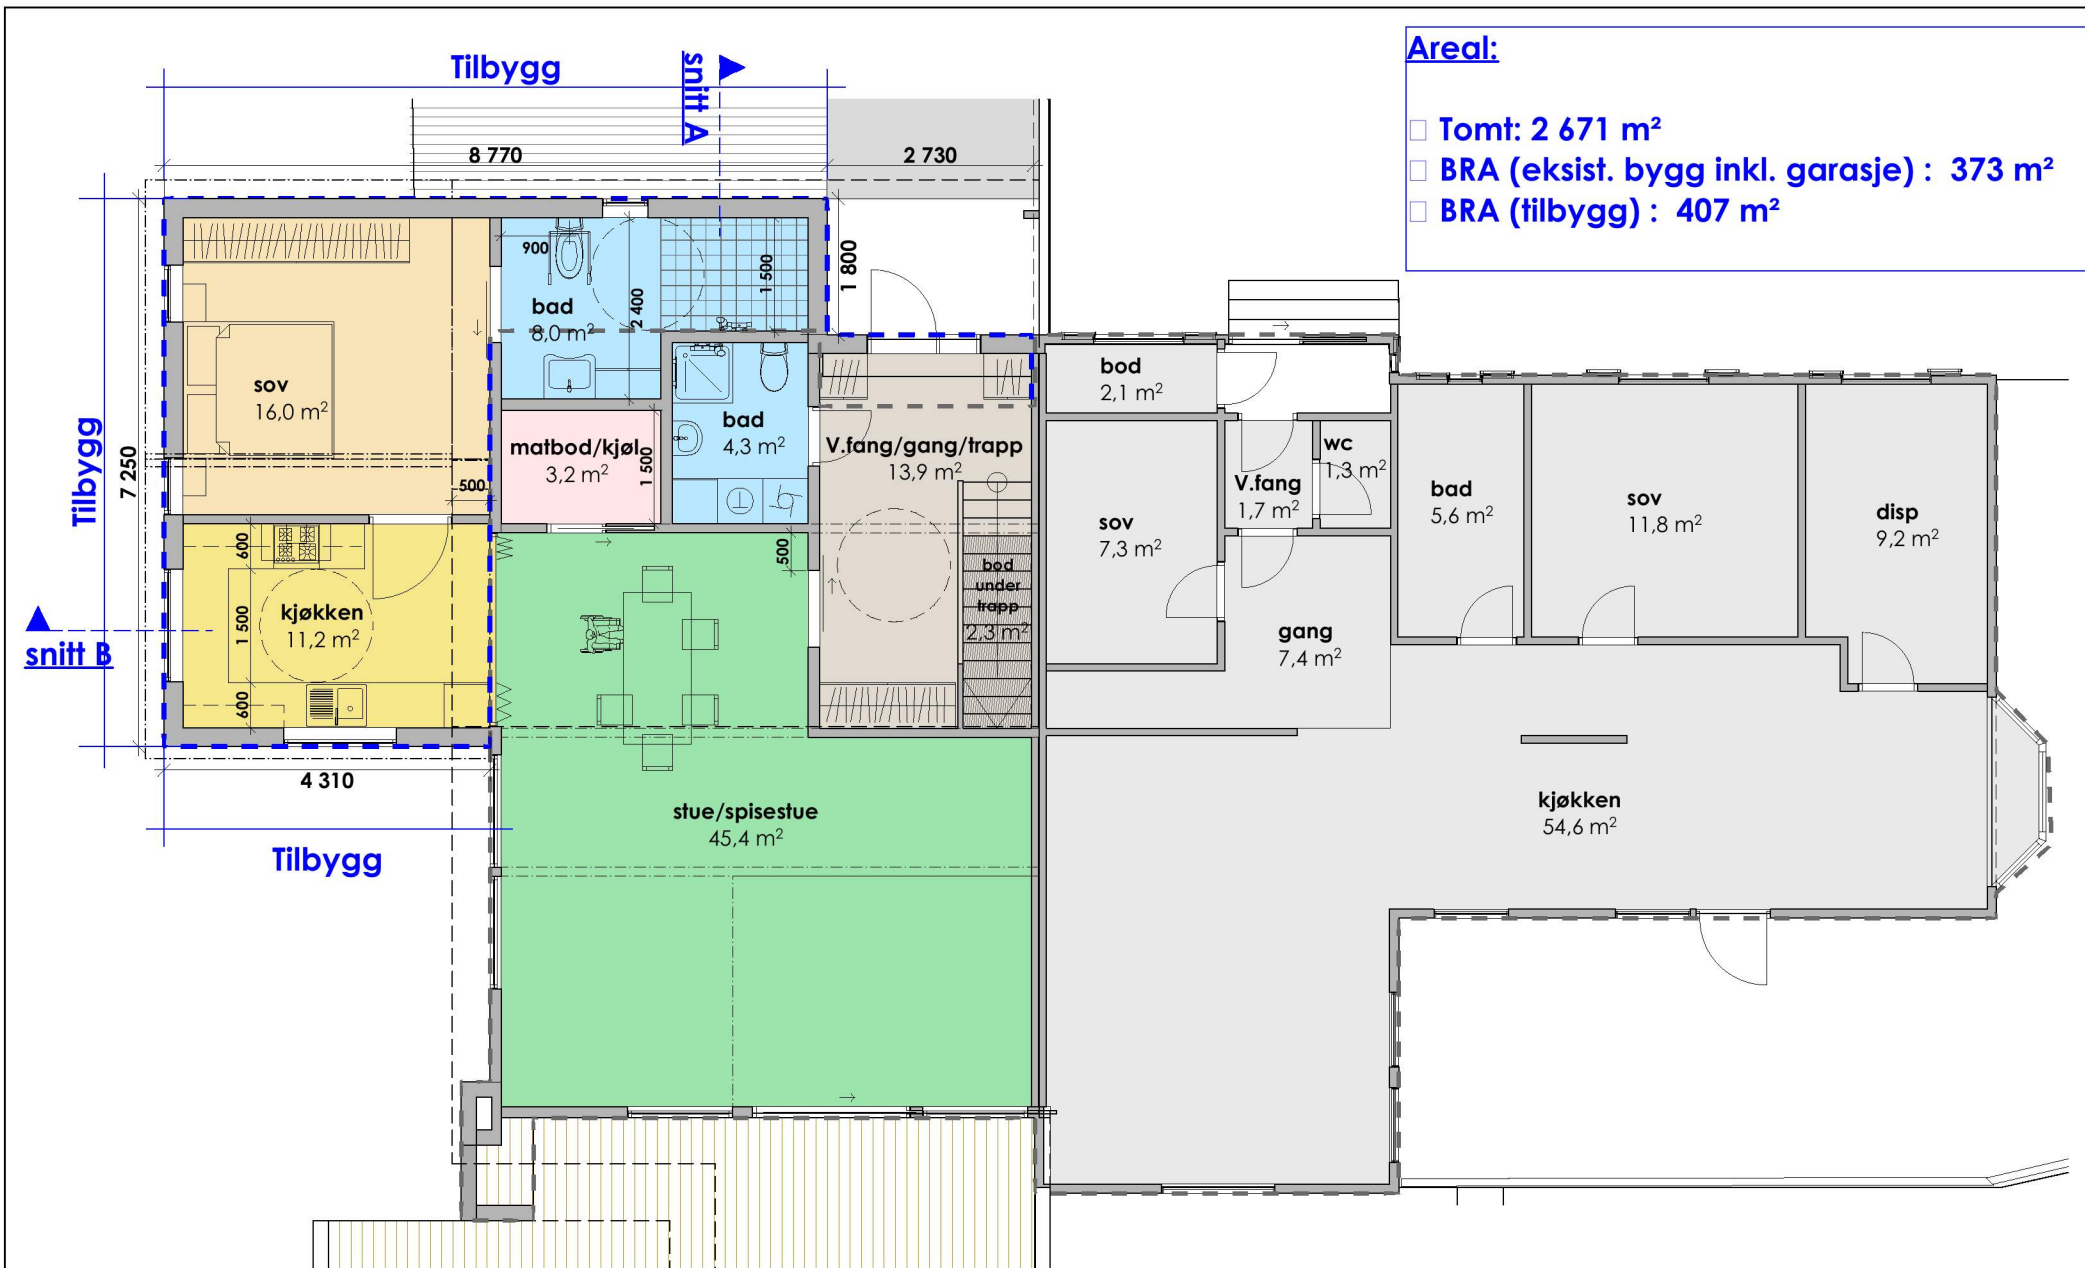 Areal:
Tomt: 2 671 m²
BRA (eksist. bygg inkl. garasje) : 373 m²
BRA (tilbygg) : 407 m²
Tilbygg
snitt A
8 770
2 730
900
2 400
1 500
1 800
bad
8,0 m²
sov
16,0 m²
Tilbygg
7 250
matbod/kjøl
3,2 m²
1 500
bad
4,3 m²
V.fang/gang/trapp
13,9 m²
500
500
600
1 500
600
kjøkken
11,2 m²
snitt B
bod
under
trapp
2,3 m²
4 310
Tilbygg
stue/spisestue
45,4 m²
bod
2,1 m²
wc
1,3 m²
V.fang
1,7 m²
sov
7,3 m²
gang
7,4 m²
bad
5,6 m²
sov
11,8 m²
disp
9,2 m²
kjøkken
54,6 m²